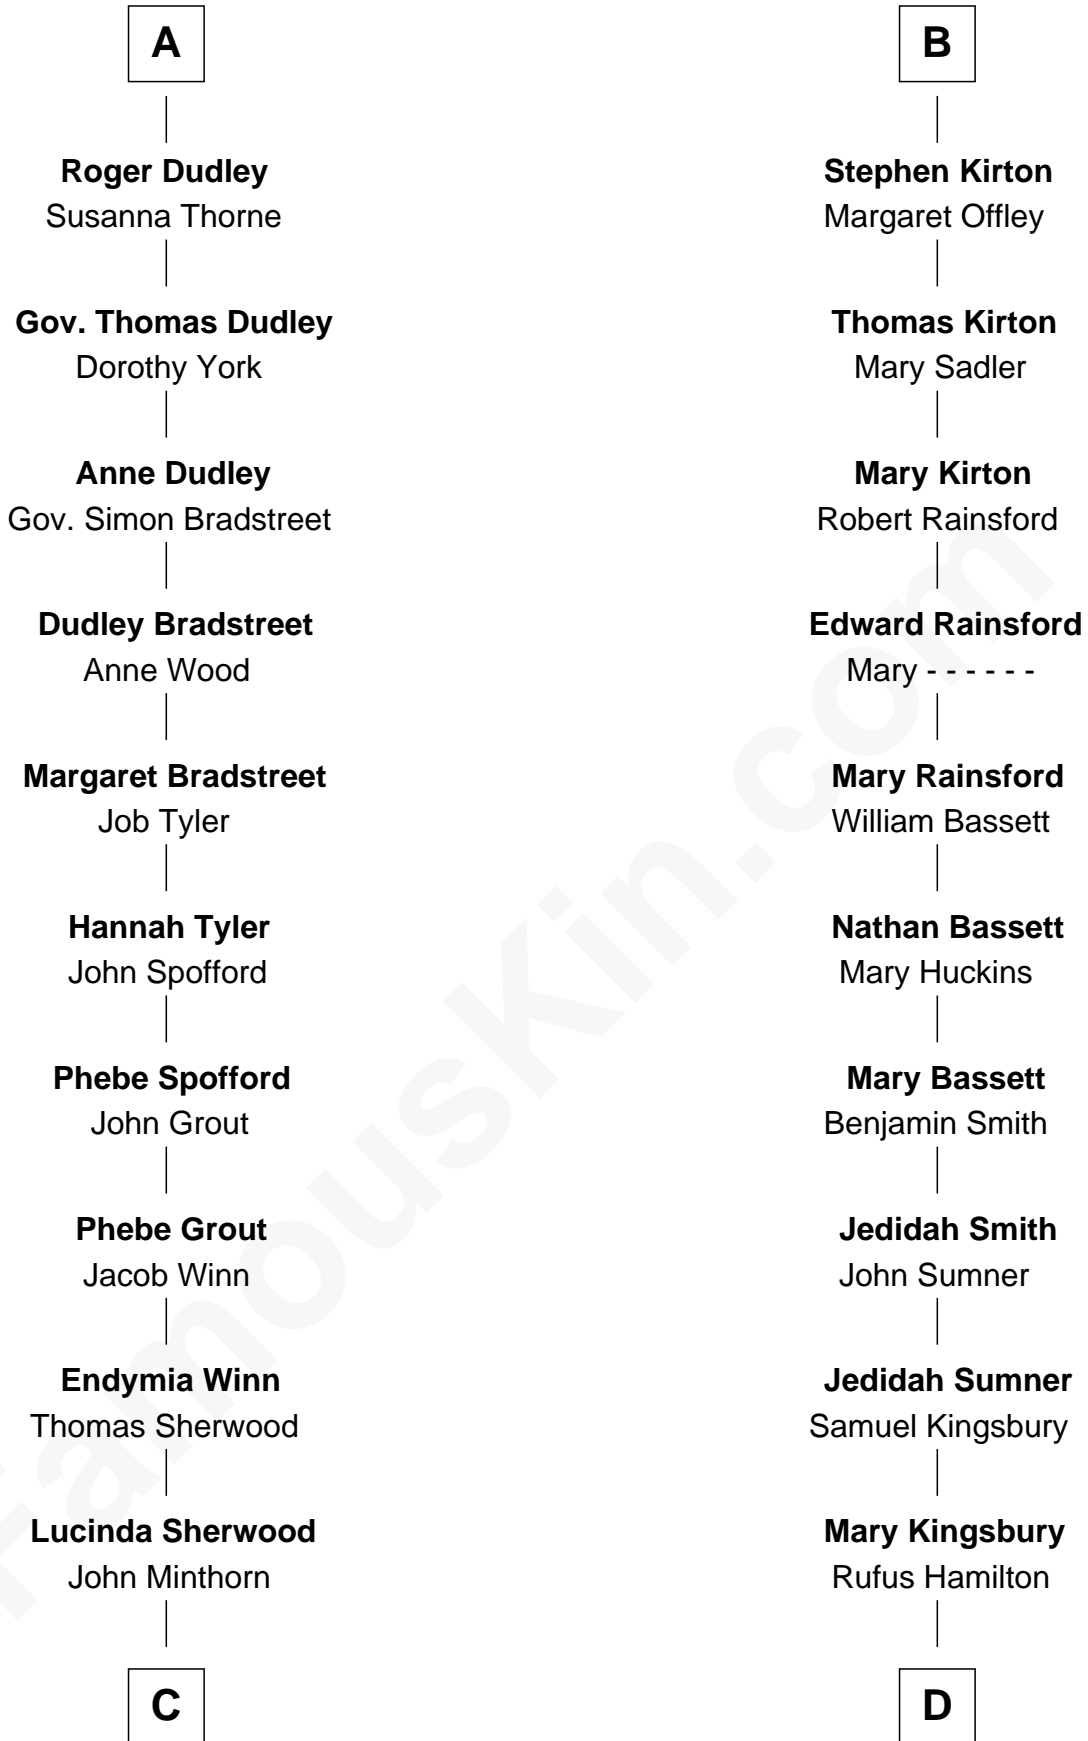 A
Roger Dudley
Susanna Thorne
Gov. Thomas Dudley
Dorothy York
Anne Dudley
Gov. Simon Bradstreet
Dudley Bradstreet
Anne Wood
Margaret Bradstreet
Job Tyler
Hannah Tyler
John Spofford
Phebe Spofford
John Grout
Phebe Grout
Jacob Winn
Endymia Winn
Thomas Sherwood
Lucinda Sherwood
John Minthorn
C
B
Stephen Kirton
Margaret Offley
Thomas Kirton
Mary Sadler
Mary Kirton
Robert Rainsford
Edward Rainsford
Mary - - - - - -
Mary Rainsford
William Bassett
Nathan Bassett
Mary Huckins
Mary Bassett
Benjamin Smith
Jedidah Smith
John Sumner
Jedidah Sumner
Samuel Kingsbury
Mary Kingsbury
Rufus Hamilton
D
FamousKin.com